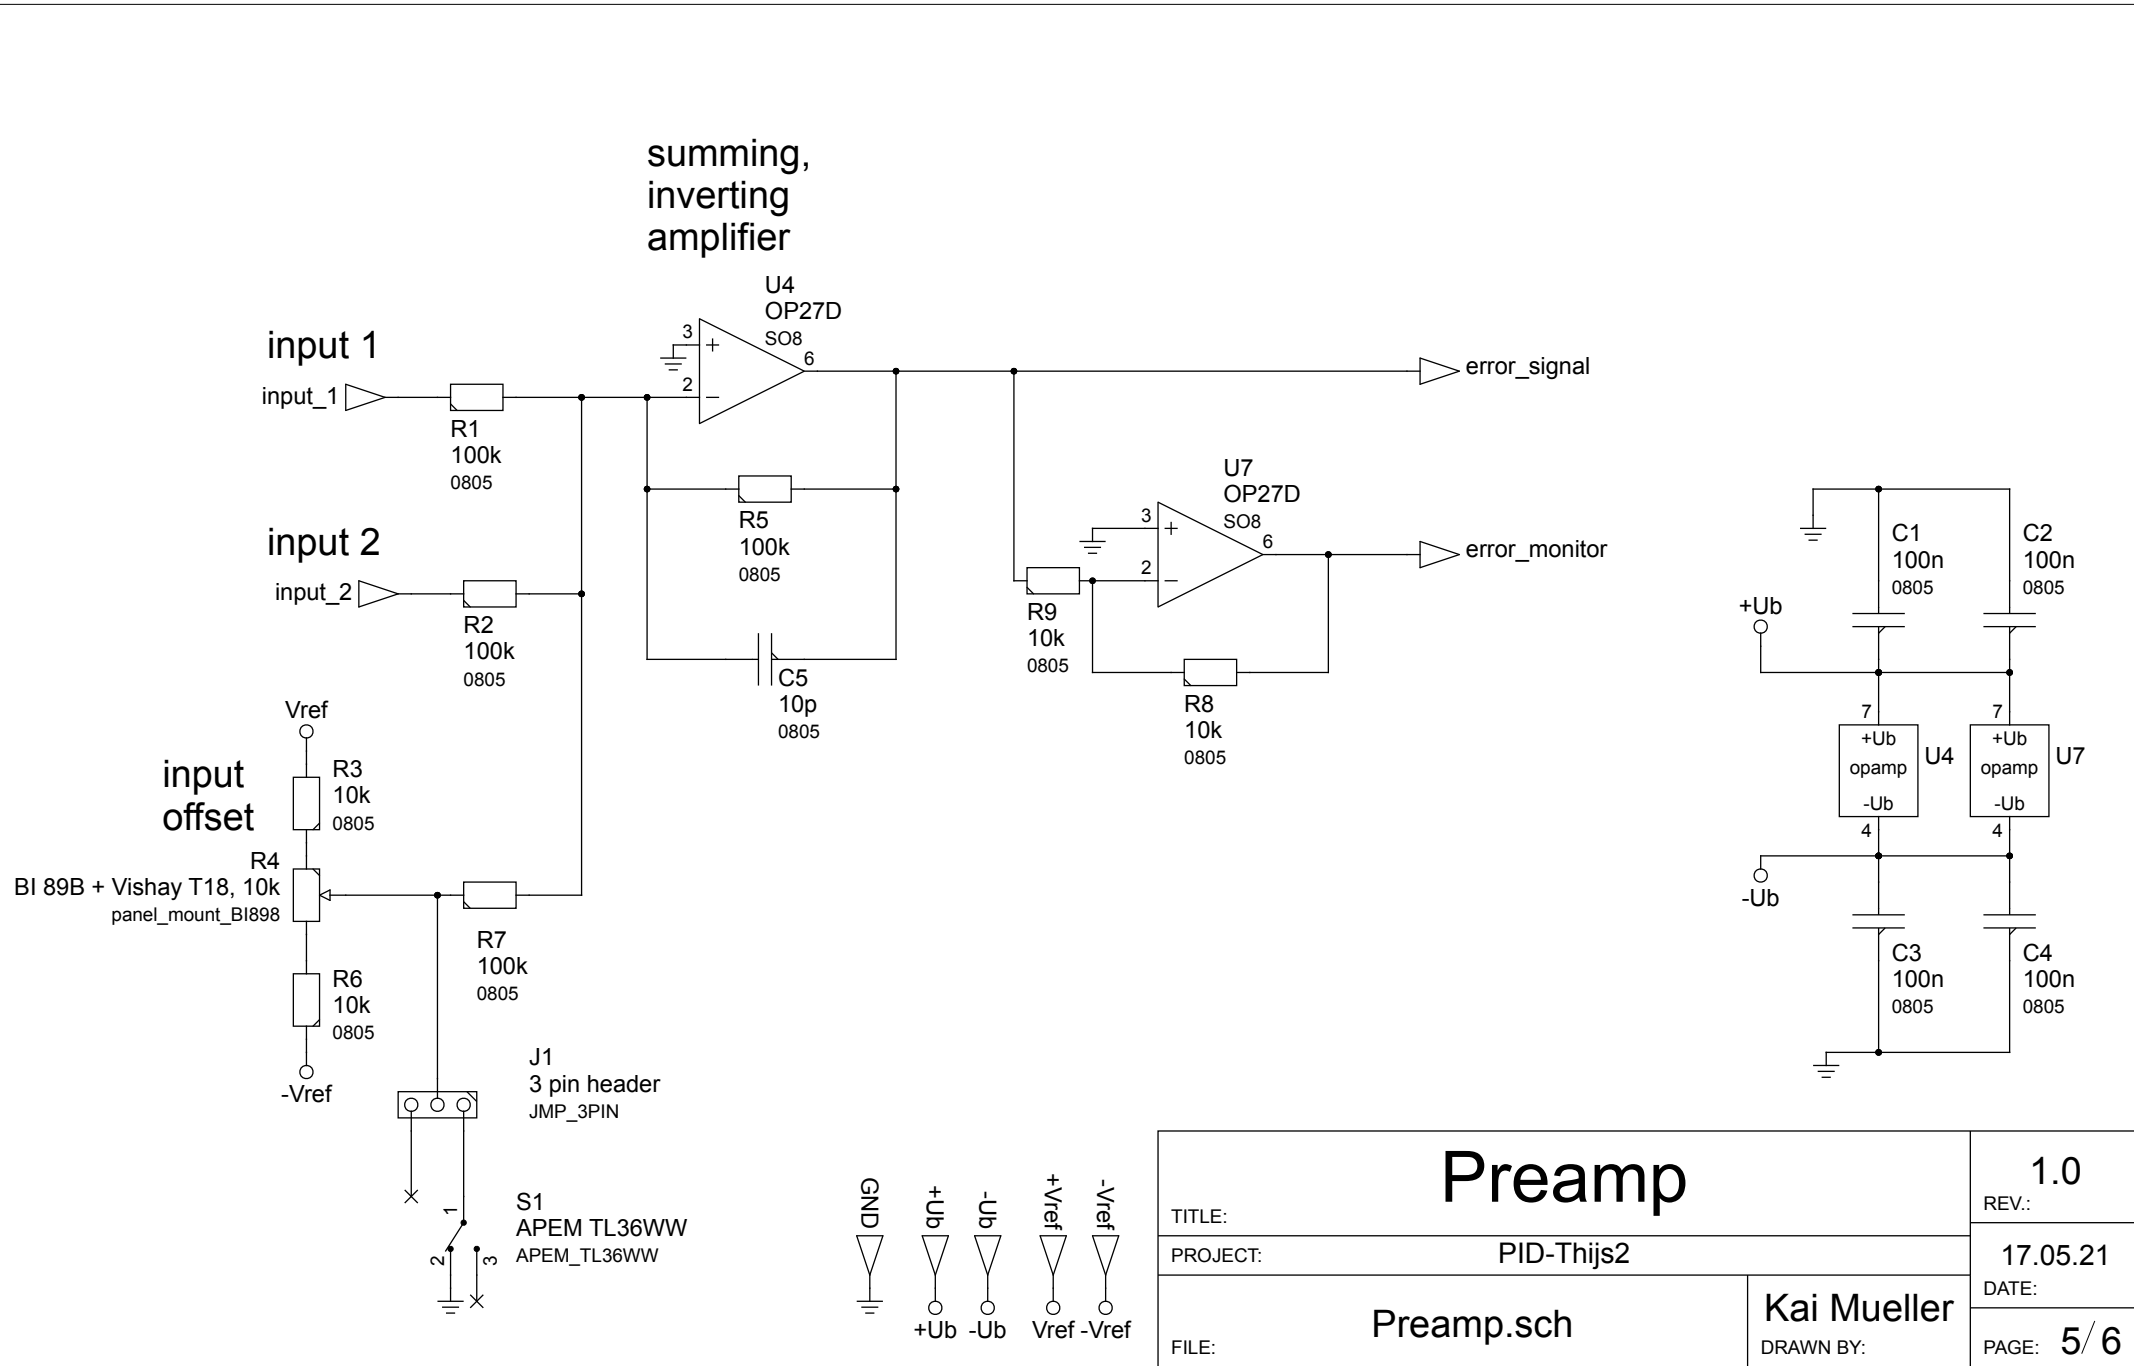 summing,
inverting
amplifier
U4
OP27D
SO8
3
+
2
−
6
input 1
input_1
R1
100k
0805
error_signal
R5
100k
0805
C5
10p
0805
input 2
input_2
R2
100k
0805
U7
OP27D
SO8
3
+
2
−
6
error_monitor
R9
10k
0805
R8
10k
0805
Vref
input
offset
R3
10k
0805
R4
BI 89B + Vishay T18, 10k
panel_mount_BI898
R6
10k
0805
-Vref
R7
100k
0805
J1
3 pin header
JMP_3PIN
S1
APEM TL36WW
APEM_TL36WW
1
2
3
C1
100n
0805
C2
100n
0805
+Ub
7
+Ub
opamp
-Ub
4
U4
7
+Ub
opamp
-Ub
4
U7
-Ub
C3
100n
0805
C4
100n
0805
GND
+Ub
-Ub
+Vref
-Vref
+Ub
-Ub
Vref
-Vref
TITLE: Preamp
REV.: 1.0
PROJECT: PID-Thijs2
17.05.21
DATE:
FILE: Preamp.sch
Kai Mueller
DRAWN BY:
PAGE: 5/6